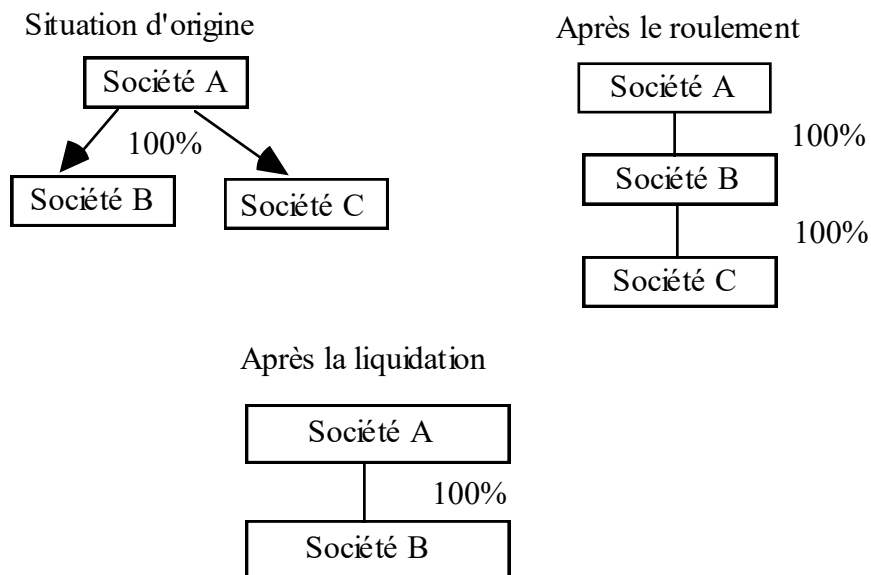 Situation d'origine
Société A
100%
Société B
Société C
Après le roulement
Société A
100%
Société B
100%
Société C
Après la liquidation
Société A
100%
Société B